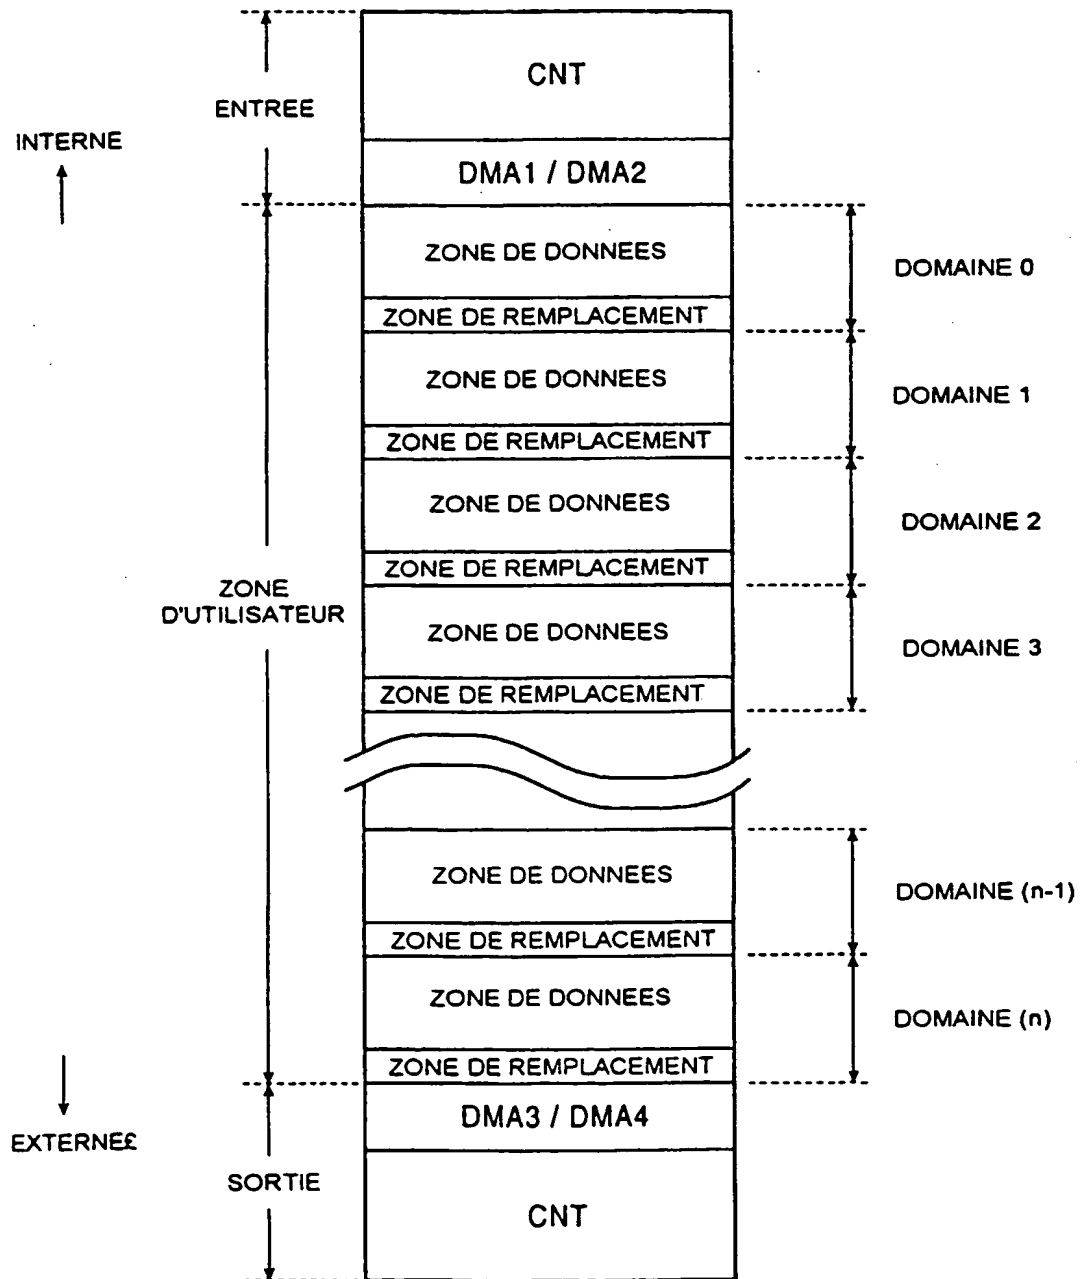 CNT
ENTREE
INTERNE
DMA1 / DMA2
ZONE DE DONNEES
DOMAINE 0
ZONE DE REMPLACEMENT
ZONE DE DONNEES
DOMAINE 1
ZONE DE REMPLACEMENT
ZONE DE DONNEES
DOMAINE 2
ZONE DE REMPLACEMENT
ZONE
D'UTILISATEUR
ZONE DE DONNEES
DOMAINE 3
ZONE DE REMPLACEMENT
ZONE DE DONNEES
DOMAINE (n-1)
ZONE DE REMPLACEMENT
ZONE DE DONNEES
DOMAINE (n)
ZONE DE REMPLACEMENT
DMA3 / DMA4
EXTERNE£
SORTIE
CNT